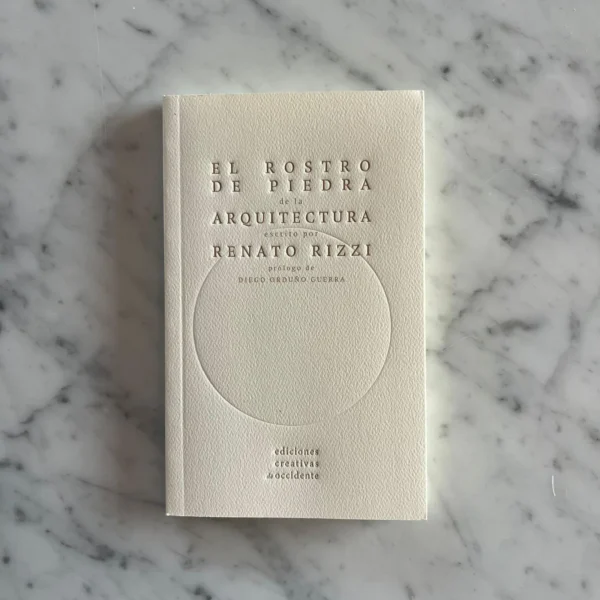 EL ROSTRO
DE PIEDRA
de la
ARQUITECTURA
escrito por
RENATO RIZZI
prólogo de
DIEGO ORDUÑO GUERRA
ediciones
creativas
de occidente